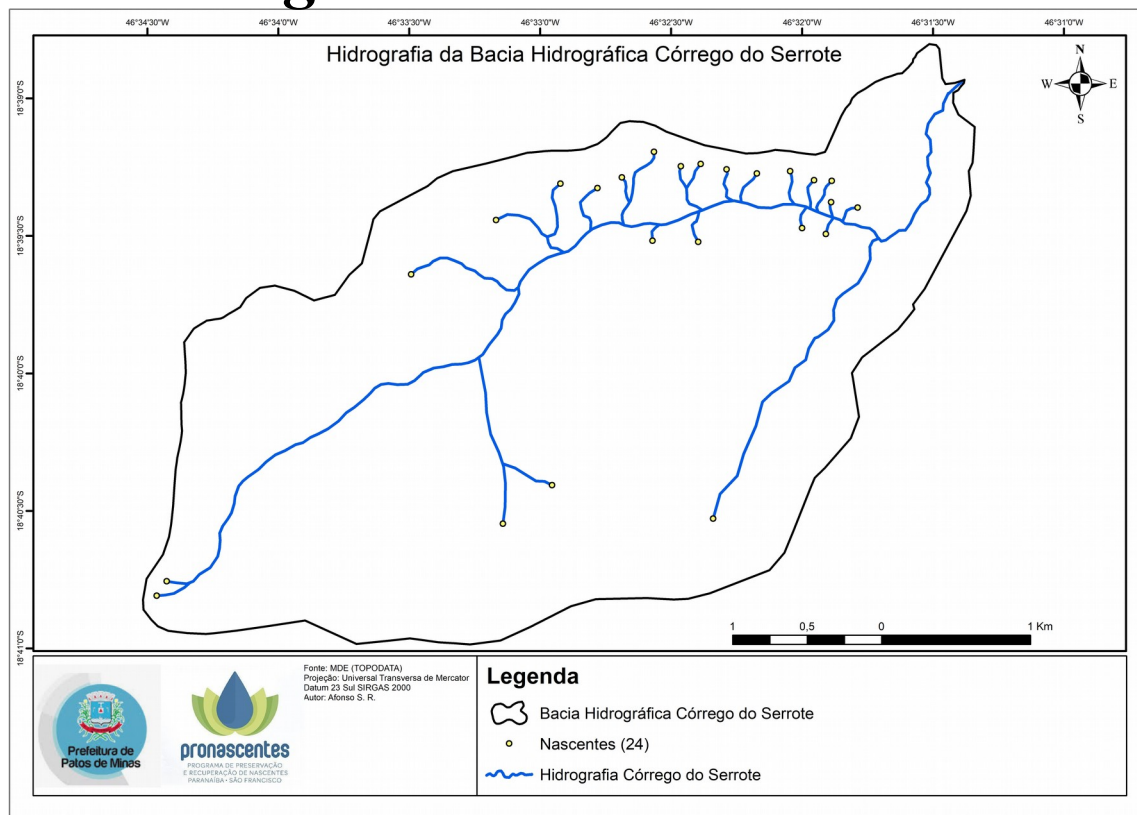 46°34'30"W 46°34'0"W 46°33'30"W 46°33'0"W 46°32'30"W 46°32'0"W 46°31'30"W 46°31'0"W
Hidrografia da Bacia Hidrográfica Córrego do Serrote
N
W E
S
18°39'0"S
18°39'30"S
18°40'0"S
18°40'30"S
18°41'0"S
1 0,5 0 1 Km
Prefeitura de
Patos de Minas
pronascentes
PROGRAMA DE PRESERVAÇÃO
E RECUPERAÇÃO DE NASCENTES
PARANAÍBA • SÃO FRANCISCO
Fonte: MDE (TOPODATA)
Projeção: Universal Transversa de Mercator
Datum 23 Sul SIRGAS 2000
Autor: Afonso S. R.
Legenda
Bacia Hidrográfica Córrego do Serrote
Nascentes (24)
Hidrografia Córrego do Serrote